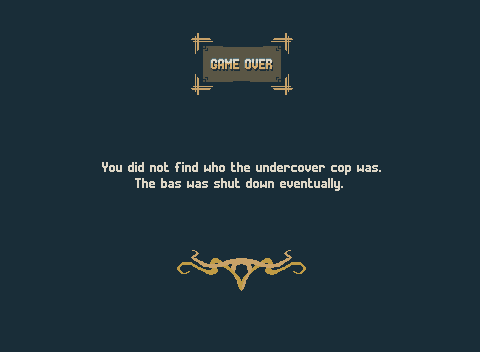 GAME OVER
You did not find who the undercover cop was.
The bas was shut down eventually.